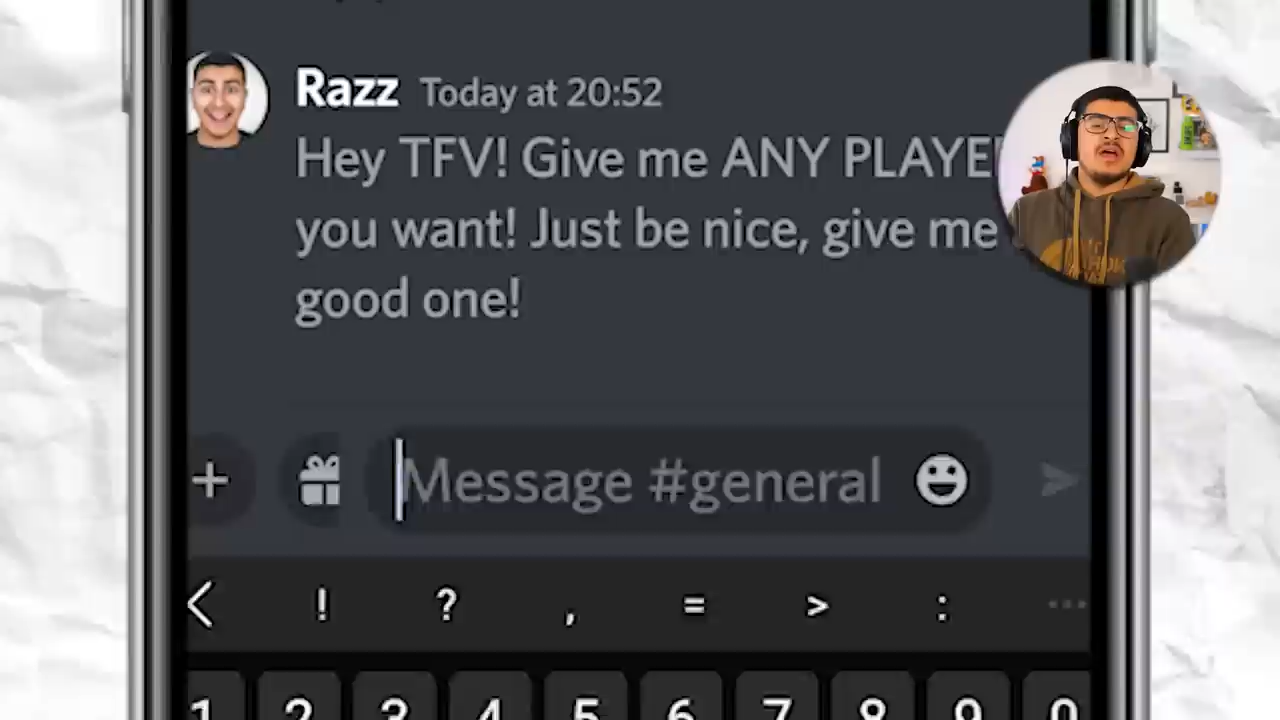 Razz Today at 20:52
Hey TFV! Give me ANY PLAYER
you want! Just be nice, give me
good one!
Message #general
! ? , = > : ...
1 2 3 4 5 6 7 8 9 0